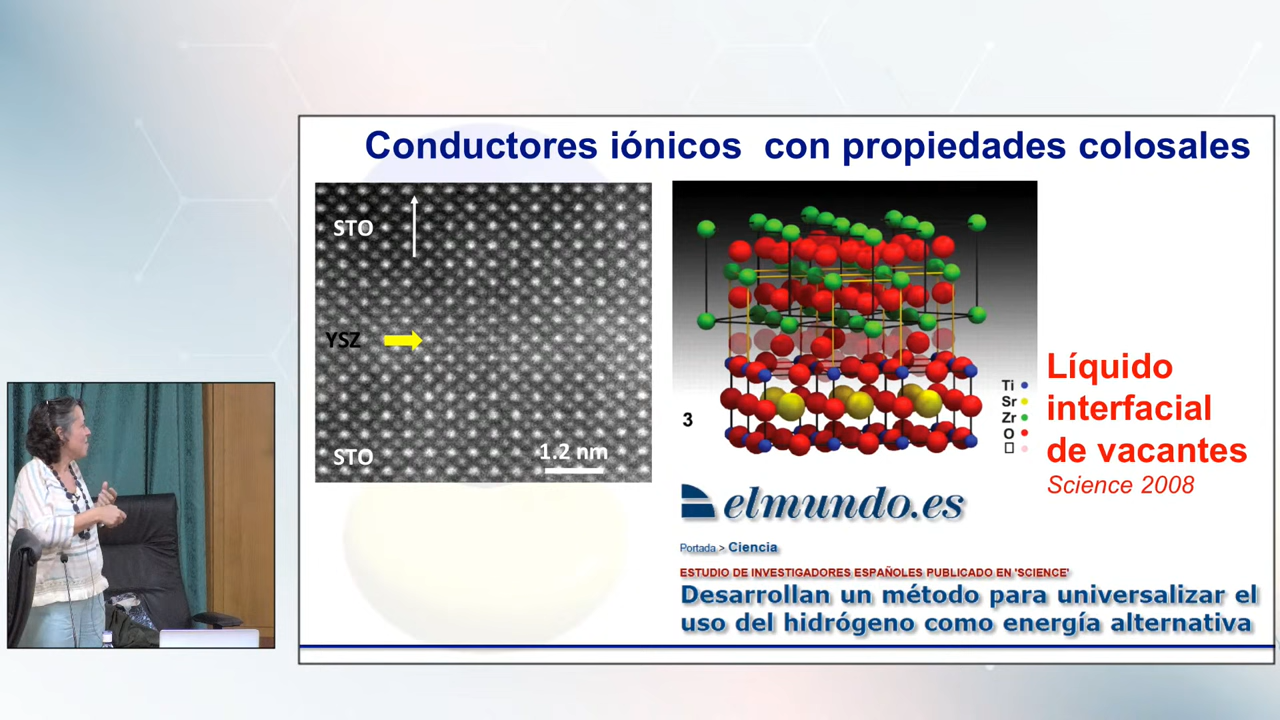 Conductores iónicos con propiedades colosales
STO
YSZ
STO
1.2 nm
3
Ti
Sr
Zr
O
Líquido
interfacial
de vacantes
Science 2008
elmundo.es
Portada > Ciencia
ESTUDIO DE INVESTIGADORES ESPAÑOLES PUBLICADO EN 'SCIENCE'
Desarrollan un método para universalizar el
uso del hidrógeno como energía alternativa